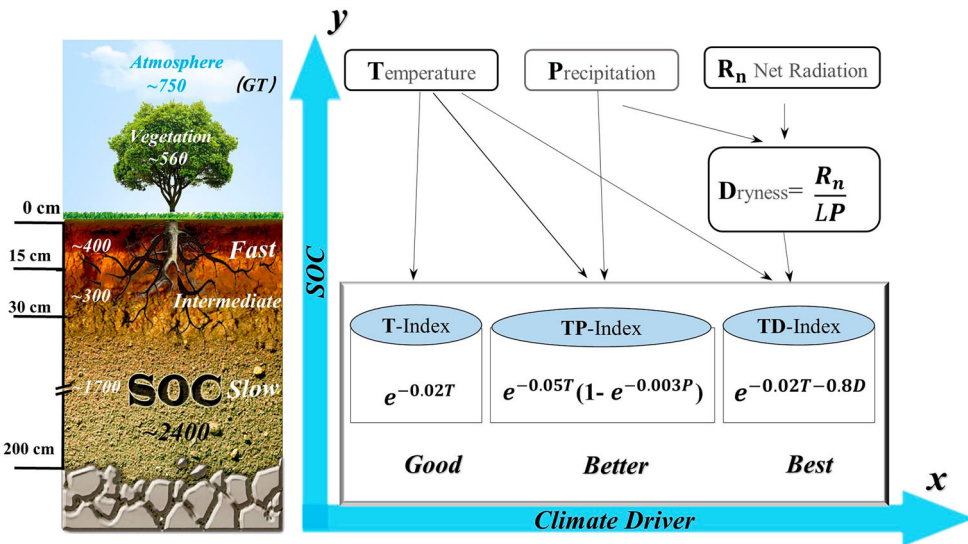 Atmosphere
~750
(GT)
Vegetation
~560
0 cm
~400
Fast
15 cm
~300
Intermediate
30 cm
~1700
SOC
Slow
~2400
200 cm
y
SOC
Temperature
Precipitation
Rₙ Net Radiation
Dryness= Rₙ/LP
T-Index
TP-Index
TD-Index
e^{-0.02T}
e^{-0.05T}(1- e^{-0.003P})
e^{-0.02T-0.8D}
Good
Better
Best
x
Climate Driver